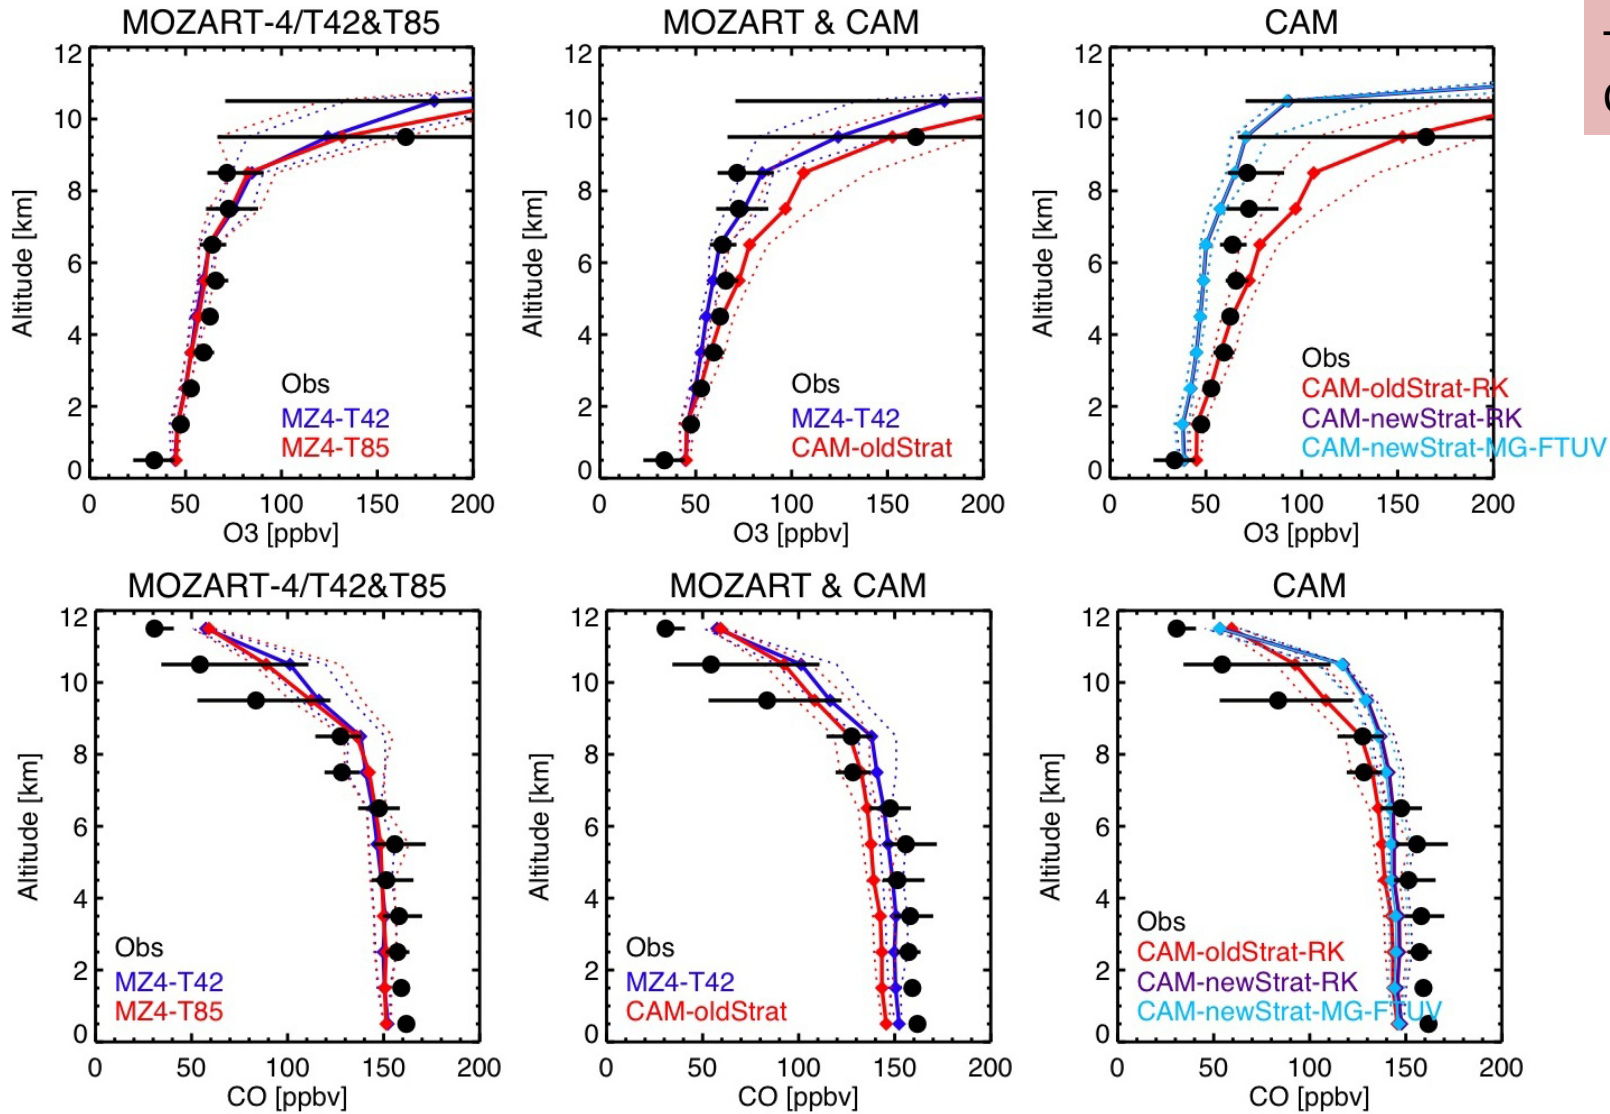 MOZART-4/T42&T85
12
10
8
6
4
2
0
Altitude [km]
Obs
MZ4-T42
MZ4-T85
0 50 100 150 200
O3 [ppbv]
MOZART & CAM
12
10
8
6
4
2
0
Altitude [km]
Obs
MZ4-T42
CAM-oldStrat
0 50 100 150 200
O3 [ppbv]
CAM
12
10
8
6
4
2
0
Altitude [km]
Obs
CAM-oldStrat-RK
CAM-newStrat-RK
CAM-newStrat-MG-FTUV
0 50 100 150 200
O3 [ppbv]
MOZART-4/T42&T85
12
10
8
6
4
2
0
Altitude [km]
Obs
MZ4-T42
MZ4-T85
0 50 100 150 200
CO [ppbv]
MOZART & CAM
12
10
8
6
4
2
0
Altitude [km]
Obs
MZ4-T42
CAM-oldStrat
0 50 100 150 200
CO [ppbv]
CAM
12
10
8
6
4
2
0
Altitude [km]
Obs
CAM-oldStrat-RK
CAM-newStrat-RK
CAM-newStrat-MG-FTUV
0 50 100 150 200
CO [ppbv]